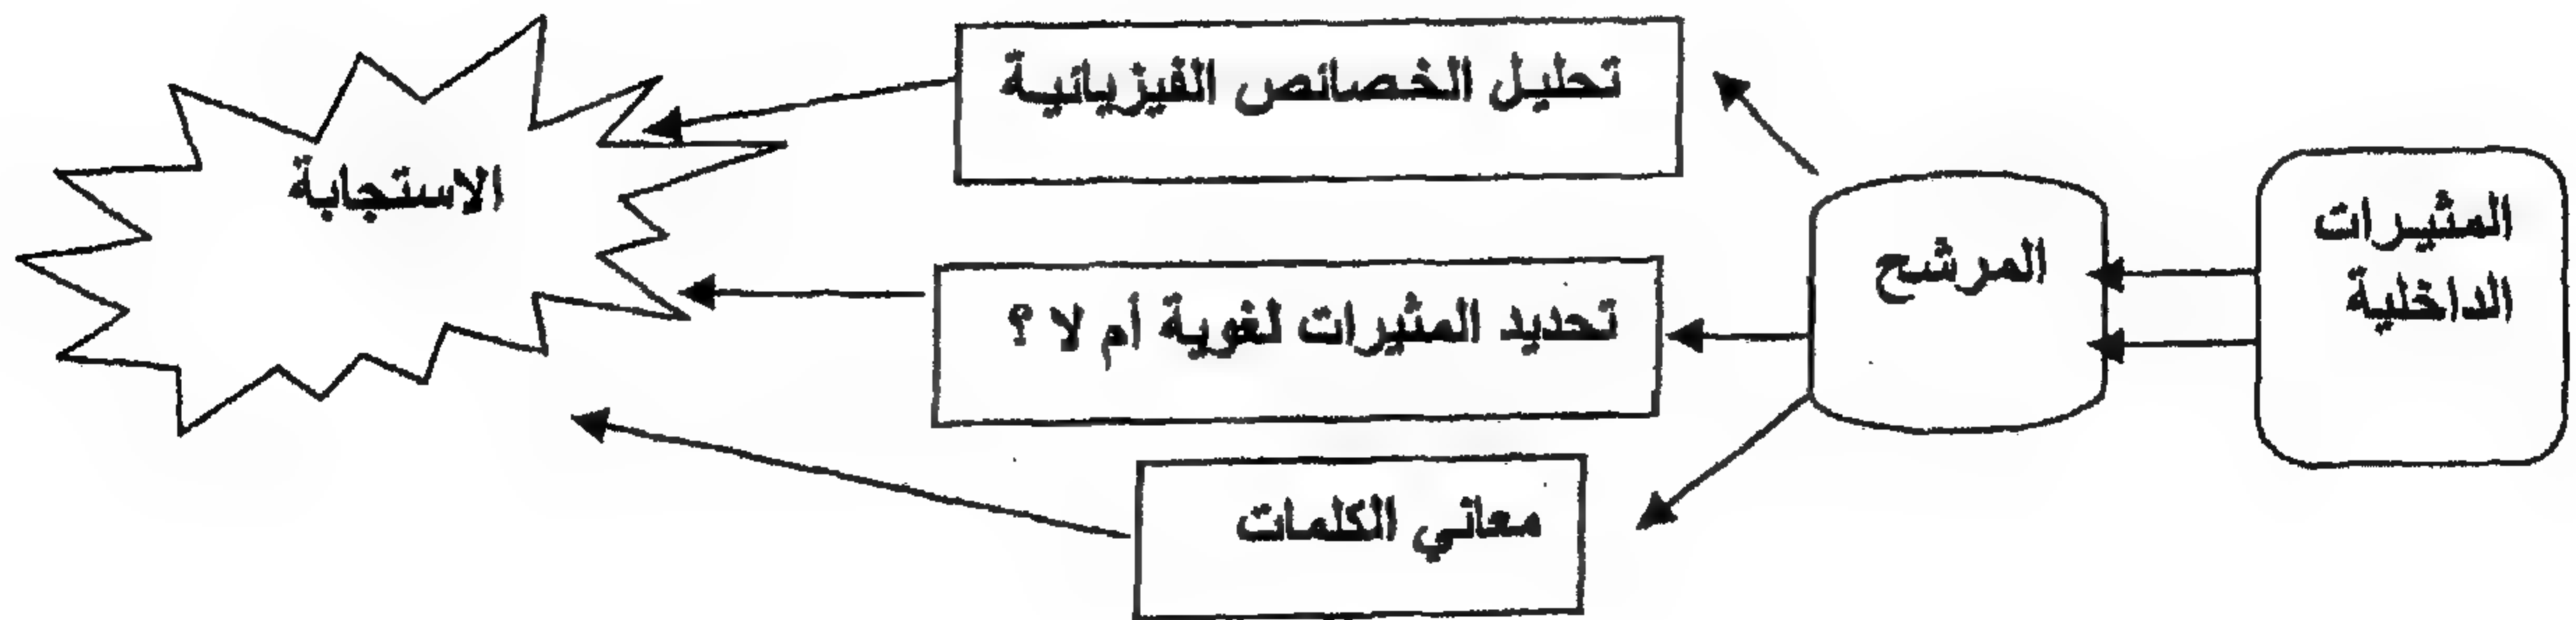 المثيرات
الداخلية
المرشح
تحليل الخصائص الفيزيائية
تحديد المثيرات لغوية أم لا ؟
معاني الكلمات
الاستجابة